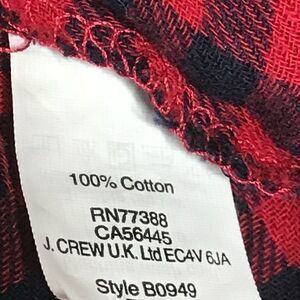 100% Cotton
RN77388
CA56445
J. CREW U.K. Ltd EC4V 6JA
Style B0949